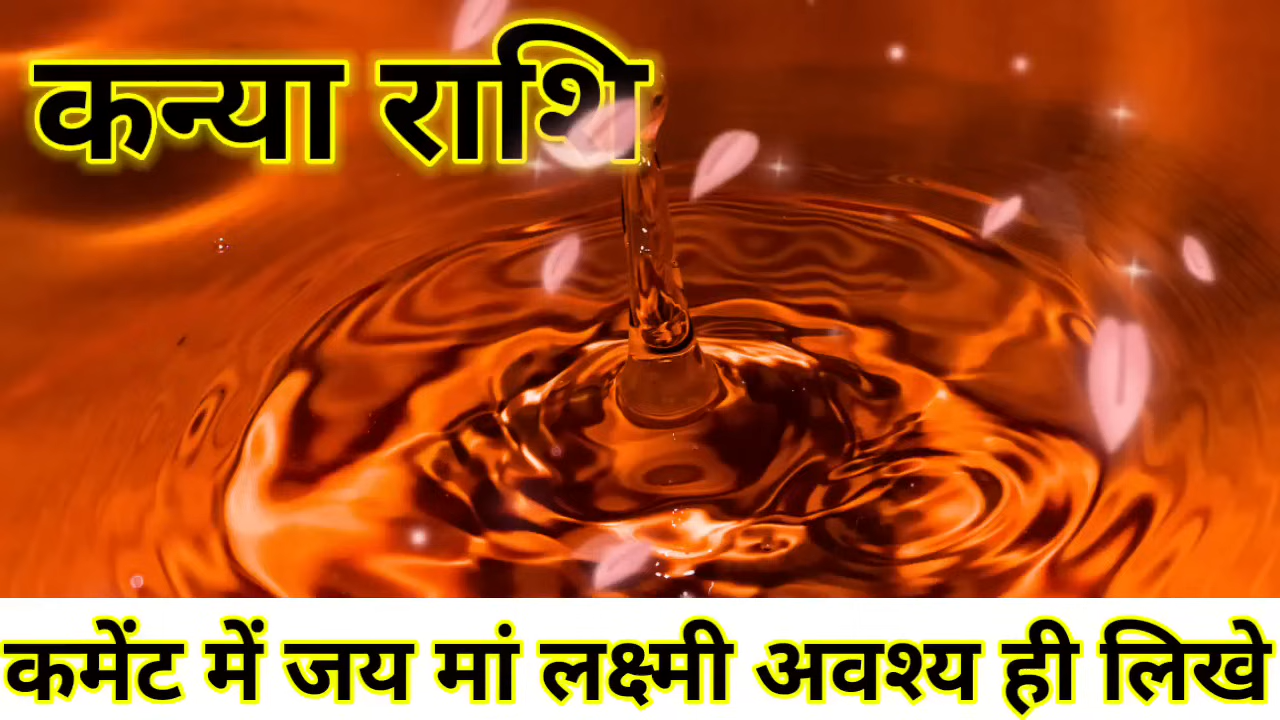 कन्या राशि
कमेंट में जय मां लक्ष्मी अवश्य ही लिखे